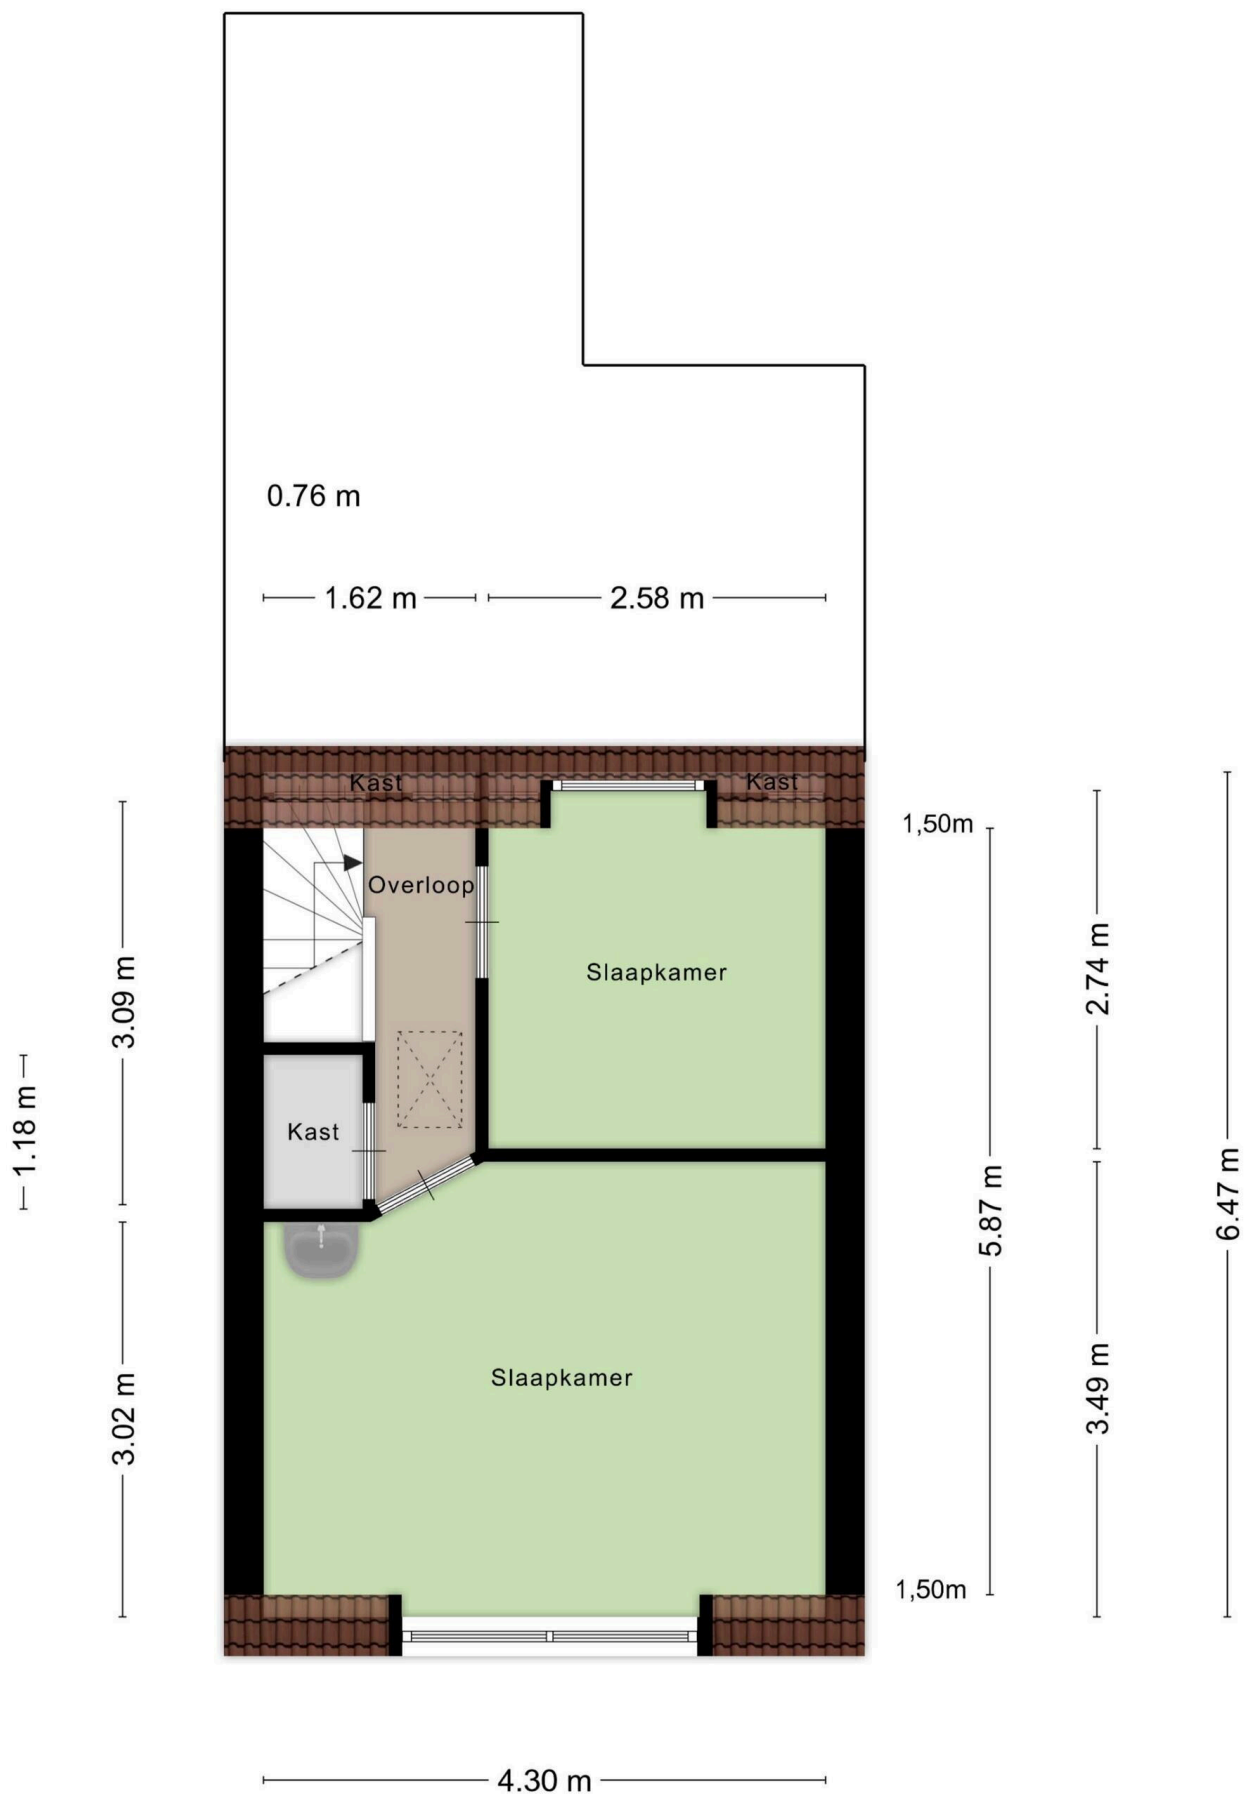 0.76 m
1.62 m
2.58 m
Kast
Kast
1,50m
Overloop
Slaapkamer
3.09 m
2.74 m
1.18 m
Kast
5.87 m
6.47 m
Slaapkamer
3.02 m
3.49 m
1,50m
4.30 m